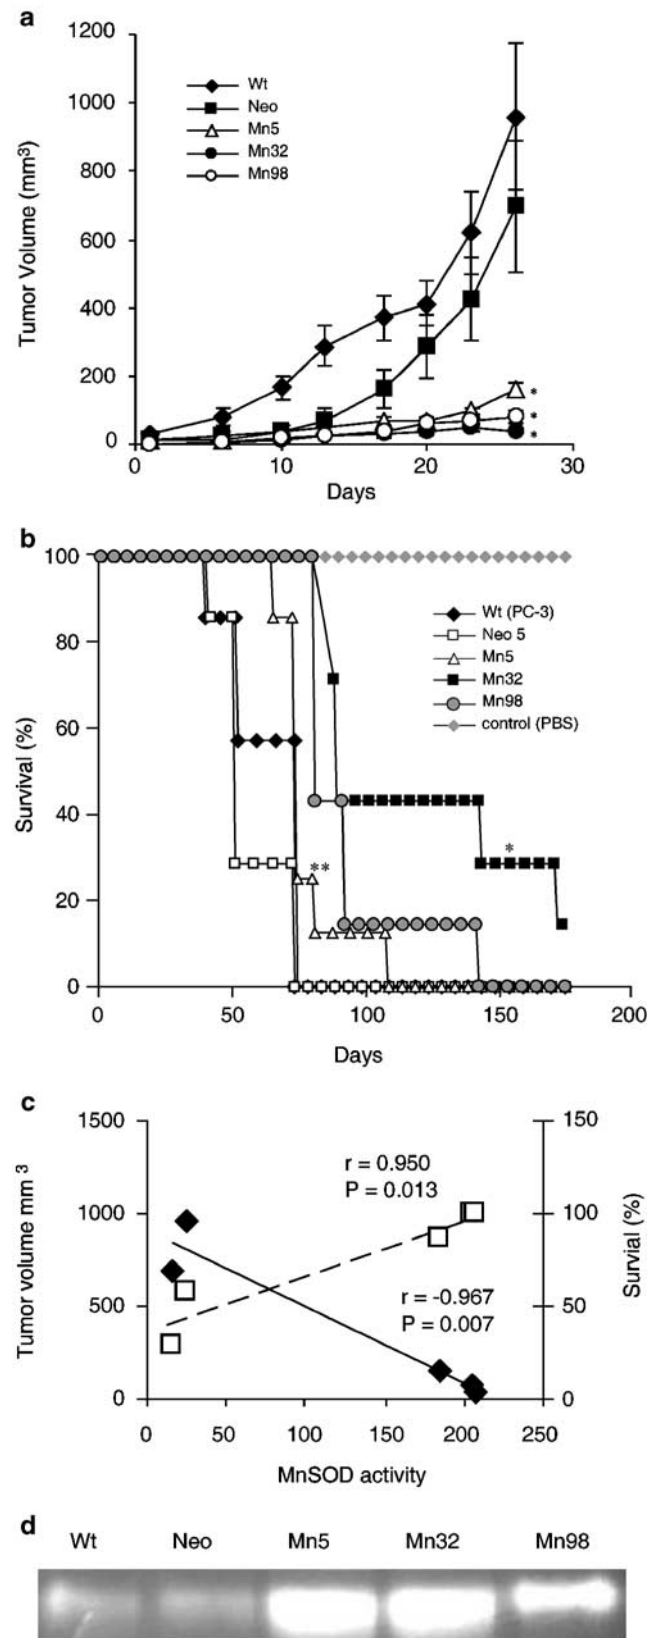 a
1200
1000
800
600
400
200
0
Tumor Volume (mm3)
Wt
Neo
Mn5
Mn32
Mn98
*
*
*
0 10 20 30
Days
b
100
80
60
40
20
0
Survival (%)
Wt (PC-3)
Neo 5
Mn5
Mn32
Mn98
control (PBS)
**
*
0 50 100 150 200
Days
c
1500
1000
500
0
Tumor volume mm 3
150
100
50
0
Survial (%)
r = 0.950
P = 0.013
r = -0.967
P = 0.007
0 50 100 150 200 250
MnSOD activity
d
Wt Neo Mn5 Mn32 Mn98